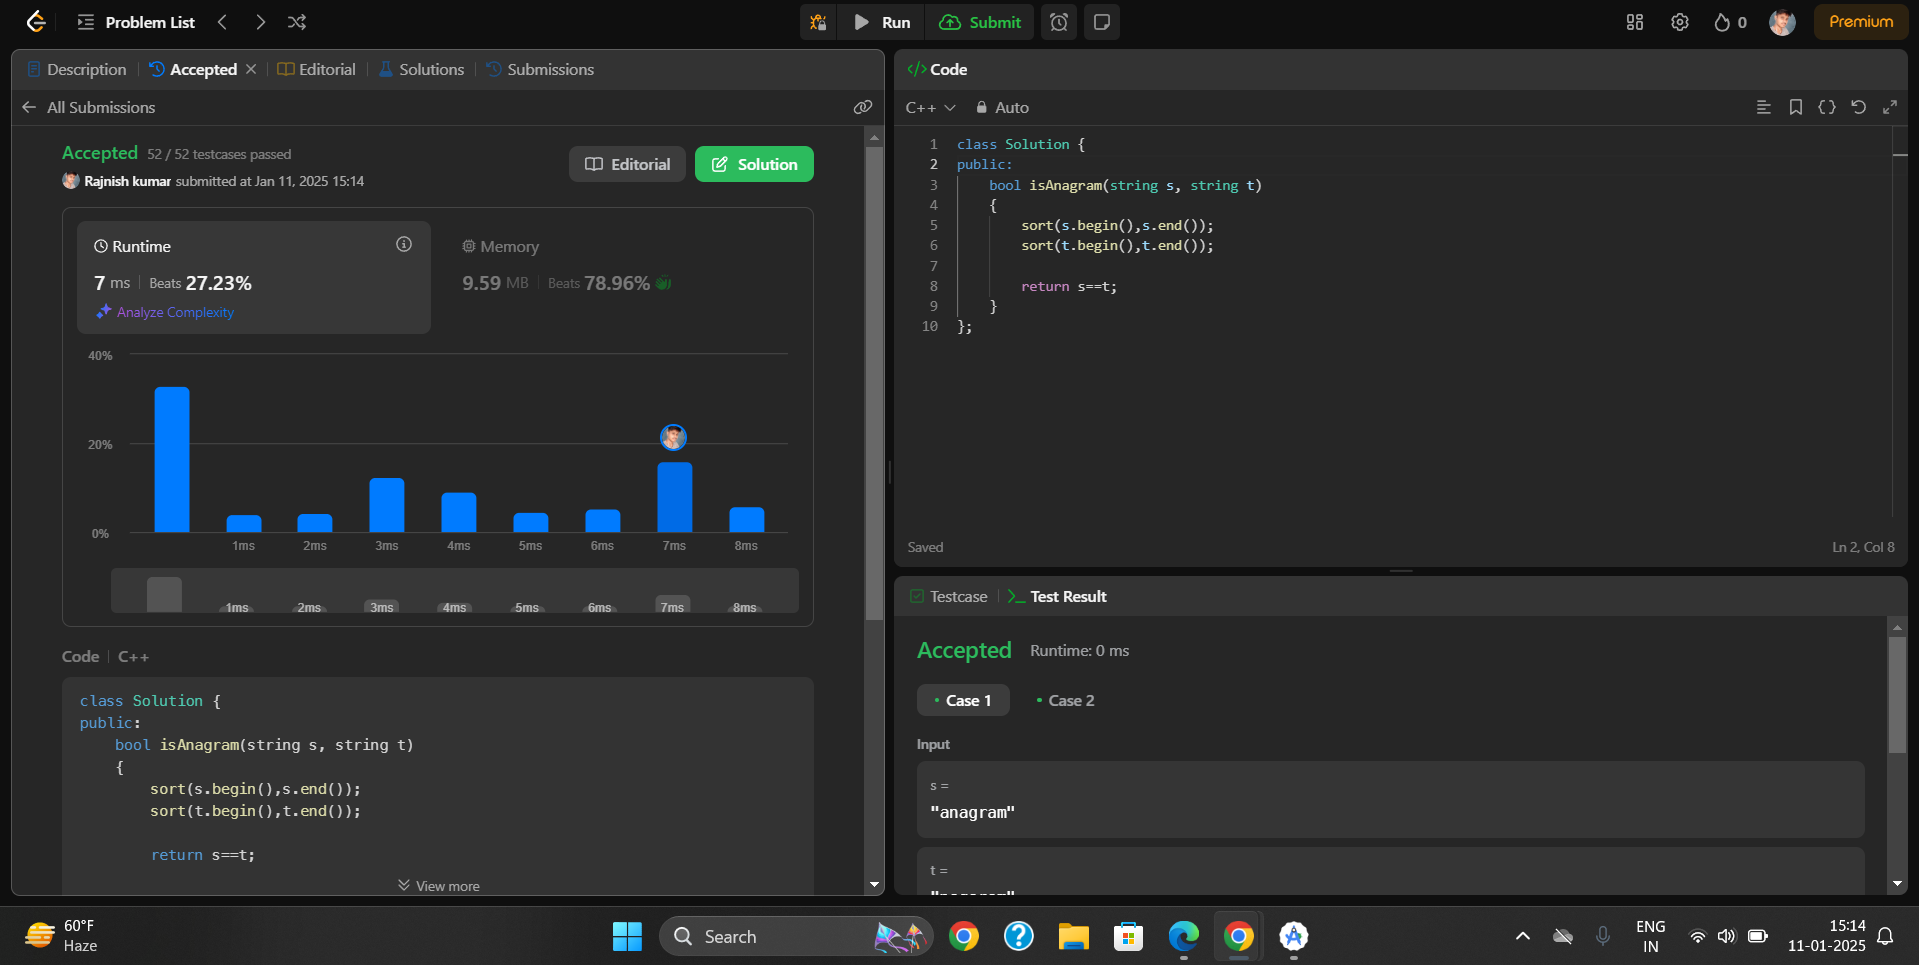 Problem List
Run
Submit
0
Premium
Description
Accepted
Editorial
Solutions
Submissions
All Submissions
Accepted 52 / 52 testcases passed
Rajnish kumar submitted at Jan 11, 2025 15:14
Editorial
Solution
Runtime
7 ms Beats 27.23%
Analyze Complexity
Memory
9.59 MB Beats 78.96%
40%
20%
0%
1ms 2ms 3ms 4ms 5ms 6ms 7ms 8ms
1ms 2ms 3ms 4ms 5ms 6ms 7ms 8ms
Code C++
class Solution {
public:
    bool isAnagram(string s, string t)
    {
        sort(s.begin(),s.end());
        sort(t.begin(),t.end());
        return s==t;
View more
</> Code
C++ Auto
1 class Solution {
2 public:
3     bool isAnagram(string s, string t)
4     {
5         sort(s.begin(),s.end());
6         sort(t.begin(),t.end());
7
8         return s==t;
9     }
10 };
Saved
Ln 2, Col 8
Testcase
Test Result
Accepted Runtime: 0 ms
Case 1
Case 2
Input
s =
"anagram"
t =
60°F
Haze
Search
ENG
IN
15:14
11-01-2025